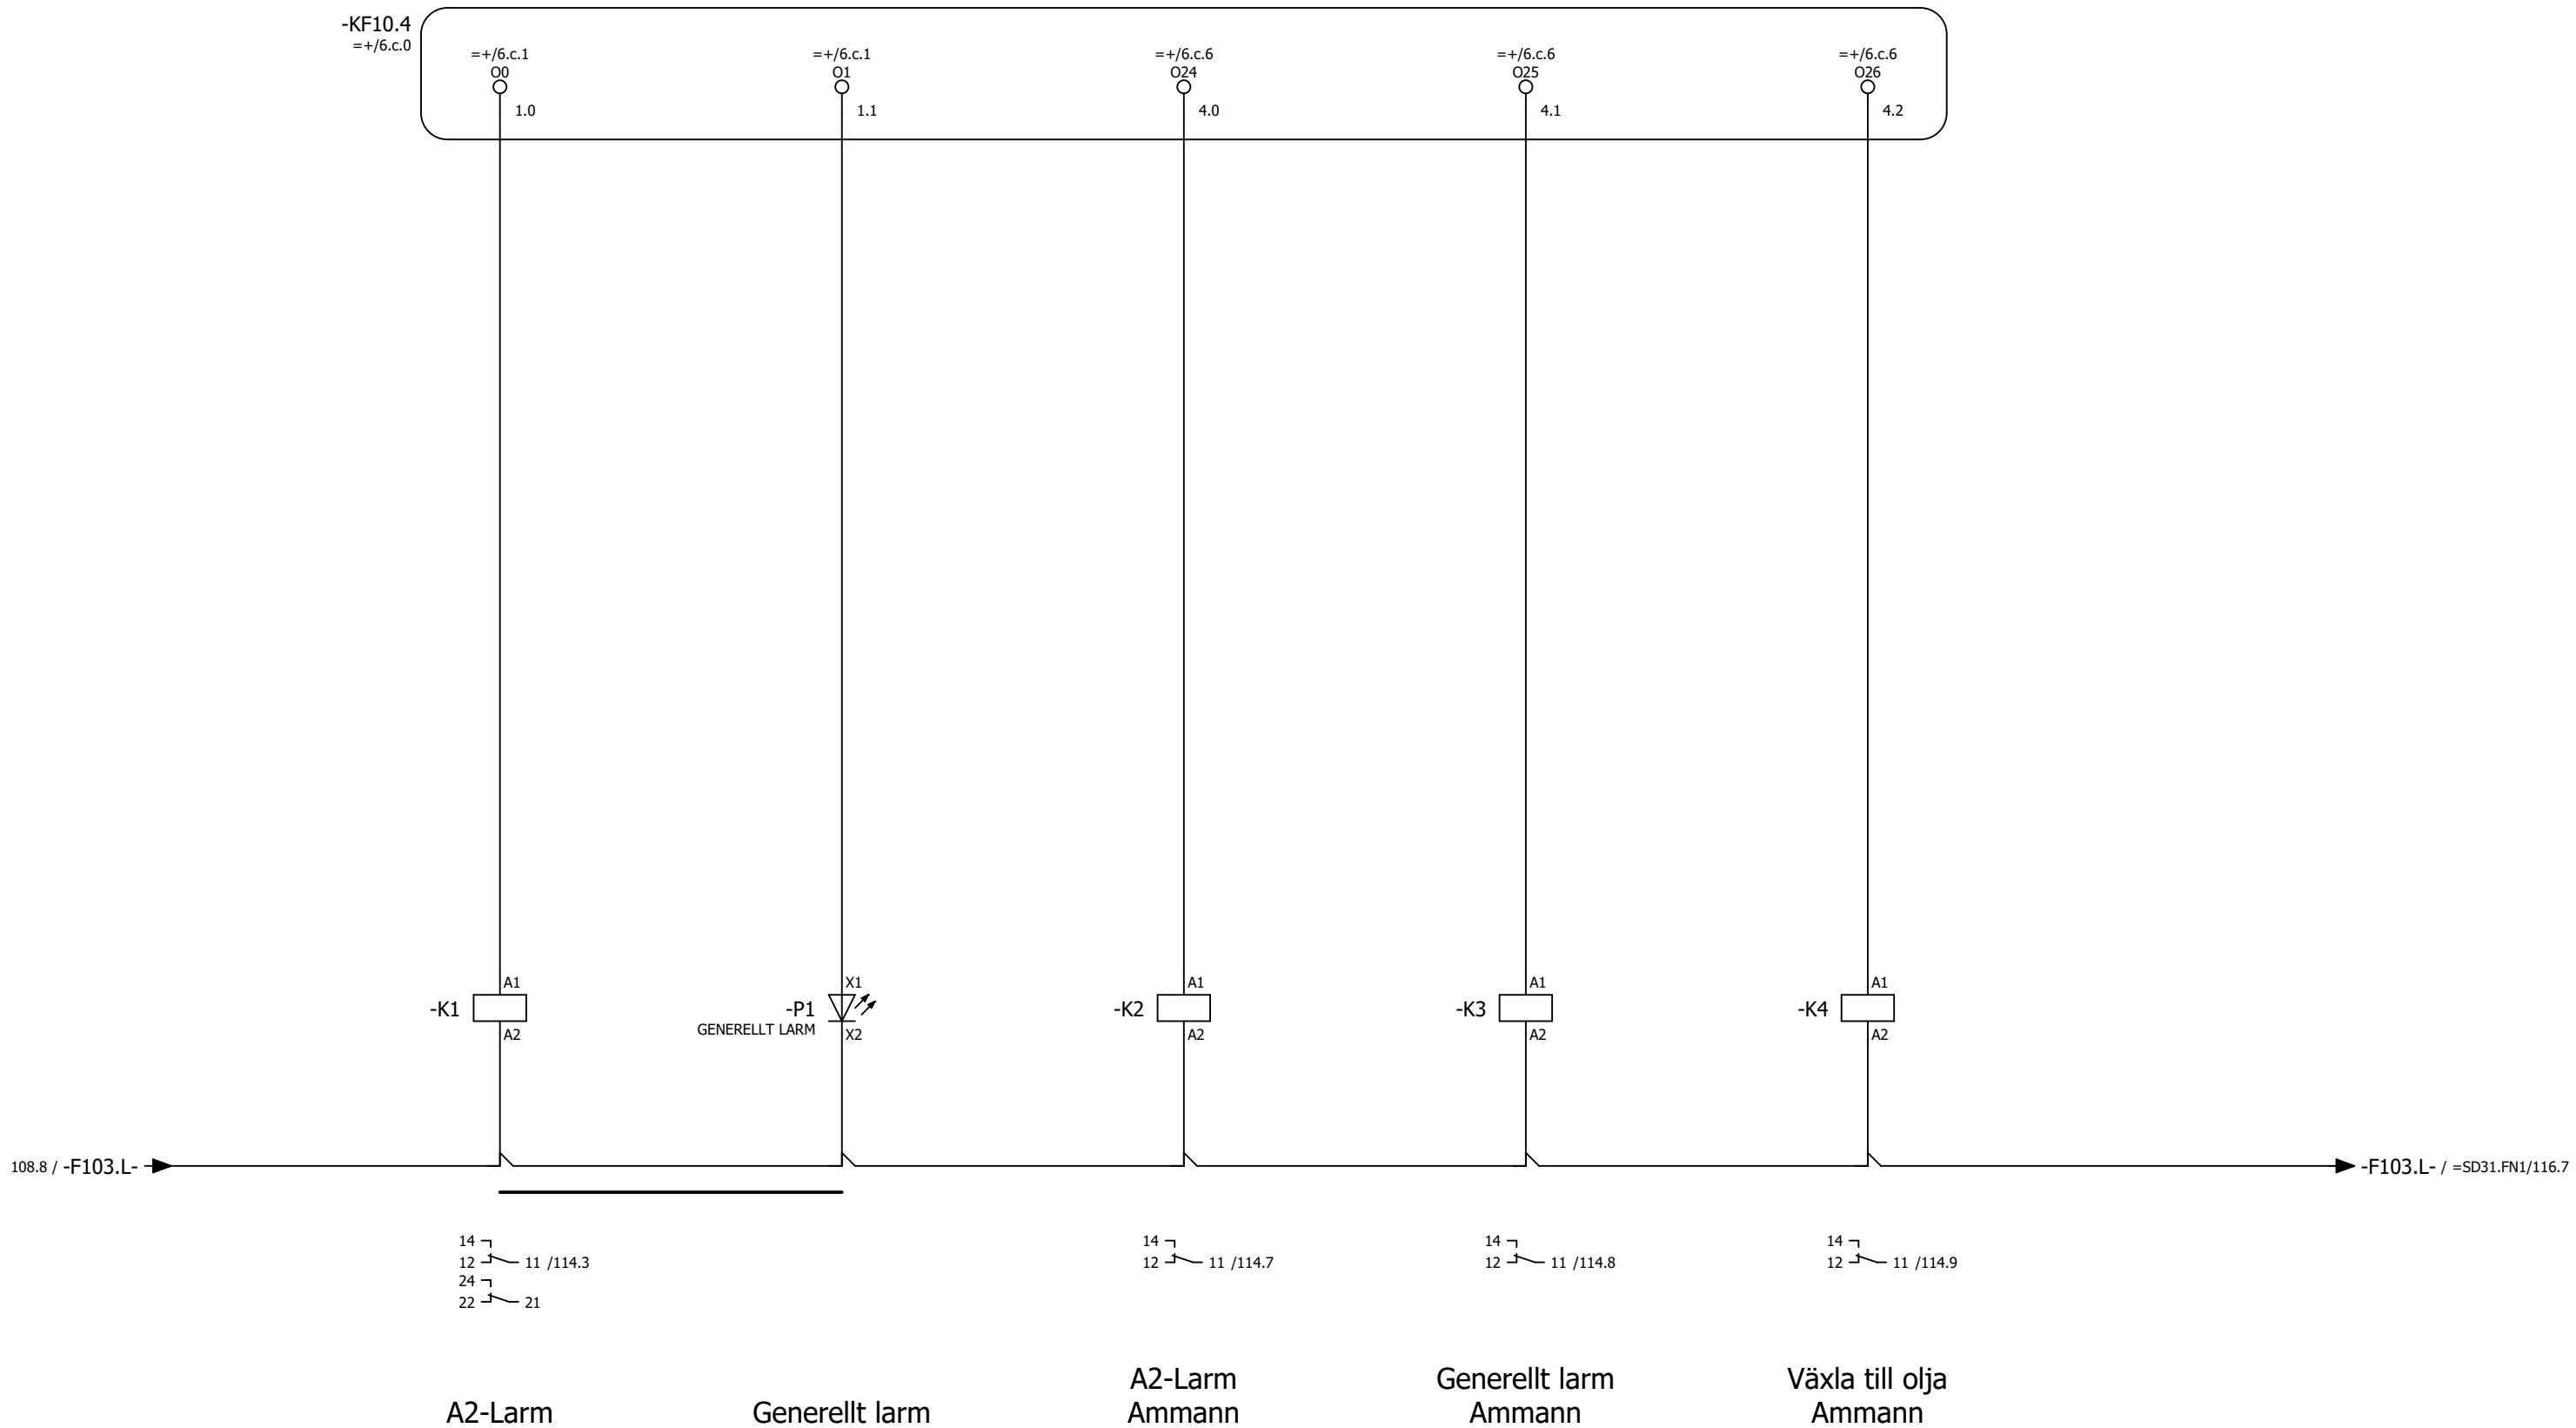 -KF10.4
=+/6.c.0
=+/6.c.1
O0
1.0
=+/6.c.1
O1
1.1
=+/6.c.6
O24
4.0
=+/6.c.6
O25
4.1
=+/6.c.6
O26
4.2
-K1
A1
A2
-P1
GENERELLT LARM
X1
X2
-K2
A1
A2
-K3
A1
A2
-K4
A1
A2
108.8 / -F103.L-
-F103.L- / =SD31.FN1/116.7
14
12 11 /114.3
24
22 21
14
12 11 /114.7
14
12 11 /114.8
14
12 11 /114.9
A2-Larm
Generellt larm
A2-Larm
Ammann
Generellt larm
Ammann
Växla till olja
Ammann